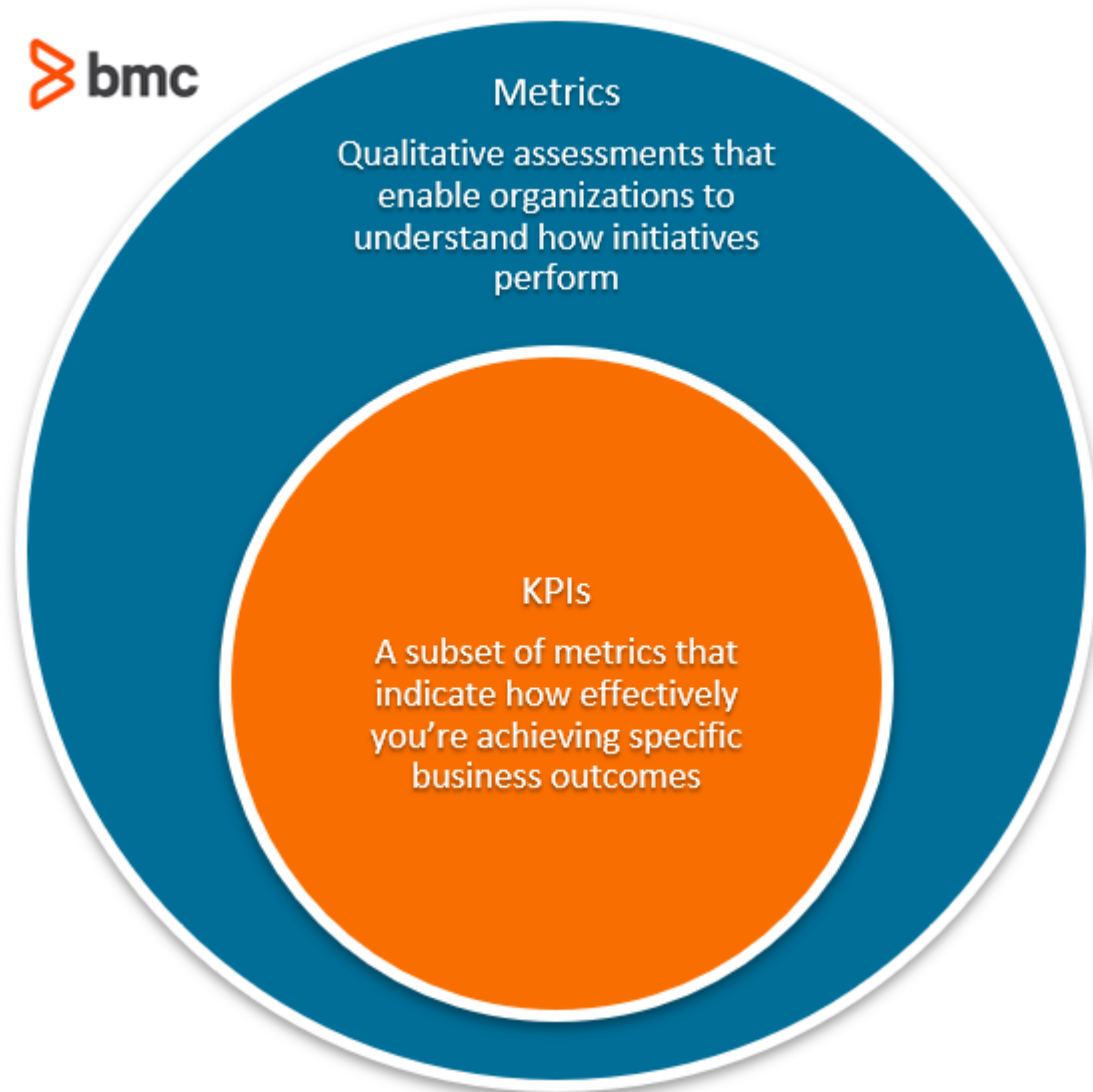 bmc
Metrics
Qualitative assessments that
enable organizations to
understand how initiatives
perform
KPIs
A subset of metrics that
indicate how effectively
you’re achieving specific
business outcomes